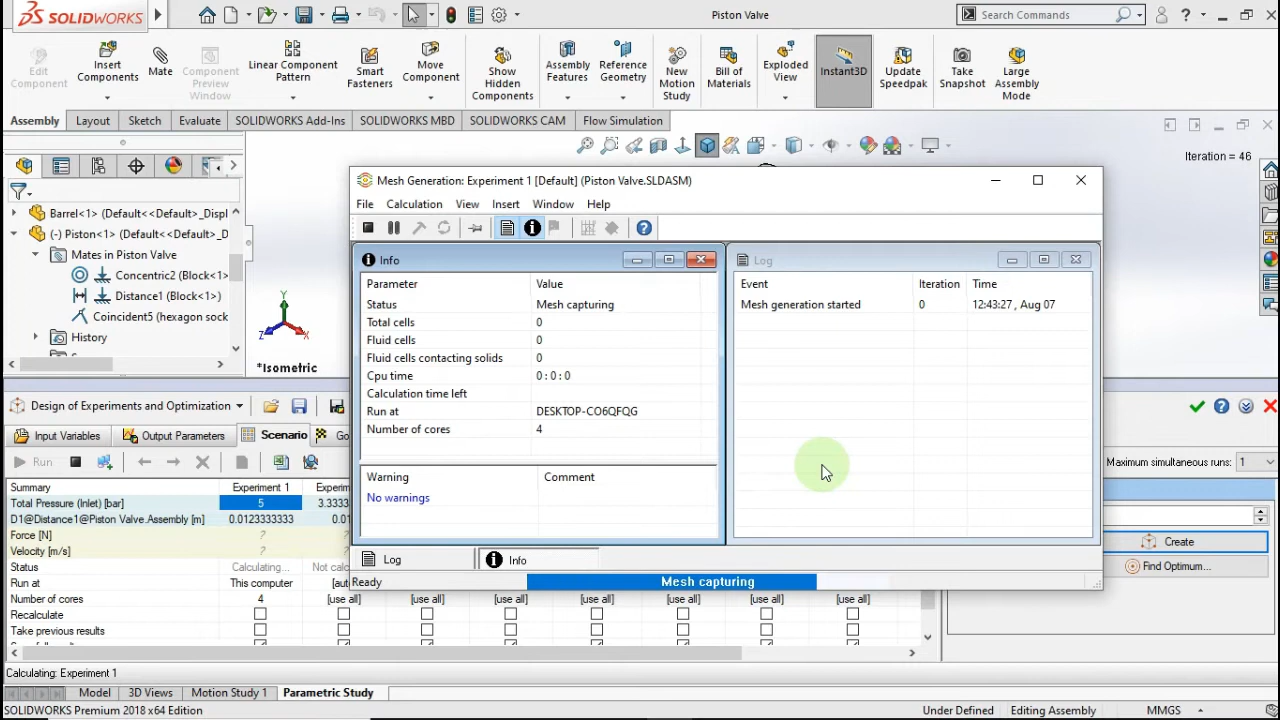 SOLIDWORKS
Piston Valve
Search Commands
Edit
Component
Insert
Components
Mate
Component
Preview
Window
Linear Component
Pattern
Smart
Fasteners
Move
Component
Show
Hidden
Components
Assembly
Features
Reference
Geometry
New
Motion
Study
Bill of
Materials
Exploded
View
Instant3D
Update
Speedpak
Take
Snapshot
Large
Assembly
Mode
Assembly
Layout
Sketch
Evaluate
SOLIDWORKS Add-Ins
SOLIDWORKS MBD
SOLIDWORKS CAM
Flow Simulation
Iteration = 46
Barrel<1> (Default<<Default>_Displ
(-) Piston<1> (Default<<Default>_D
Mates in Piston Valve
Concentric2 (Block<1>)
Distance1 (Block<1>)
Coincident5 (hexagon sock
History
Y
Z
X
*Isometric
Mesh Generation: Experiment 1 [Default] (Piston Valve.SLDASM)
File Calculation View Insert Window Help
Info
Parameter Value
Status Mesh capturing
Total cells 0
Fluid cells 0
Fluid cells contacting solids 0
Cpu time 0 : 0 : 0
Calculation time left
Run at DESKTOP-CO6QFQG
Number of cores 4
Warning Comment
No warnings
Log
Event Iteration Time
Mesh generation started 0 12:43:27 , Aug 07
Log
Info
Ready
Mesh capturing
Design of Experiments and Optimization
Input Variables
Output Parameters
Scenario
Go
Run
Maximum simultaneous runs: 1
Summary Experiment 1 Experim
Total Pressure (Inlet) [bar] 5 3.3333
D1@Distance1@Piston Valve.Assembly [m] 0.0123333333 0.01
Force [N] ? ?
Velocity [m/s] ? ?
Status Calculating... Not calc
Run at This computer [aut
Number of cores 4 [use all] [use all] [use all] [use all] [use all] [use all] [use all]
Recalculate
Take previous results
Create
Find Optimum...
Calculating: Experiment 1
Model
3D Views
Motion Study 1
Parametric Study
SOLIDWORKS Premium 2018 x64 Edition
Under Defined
Editing Assembly
MMGS